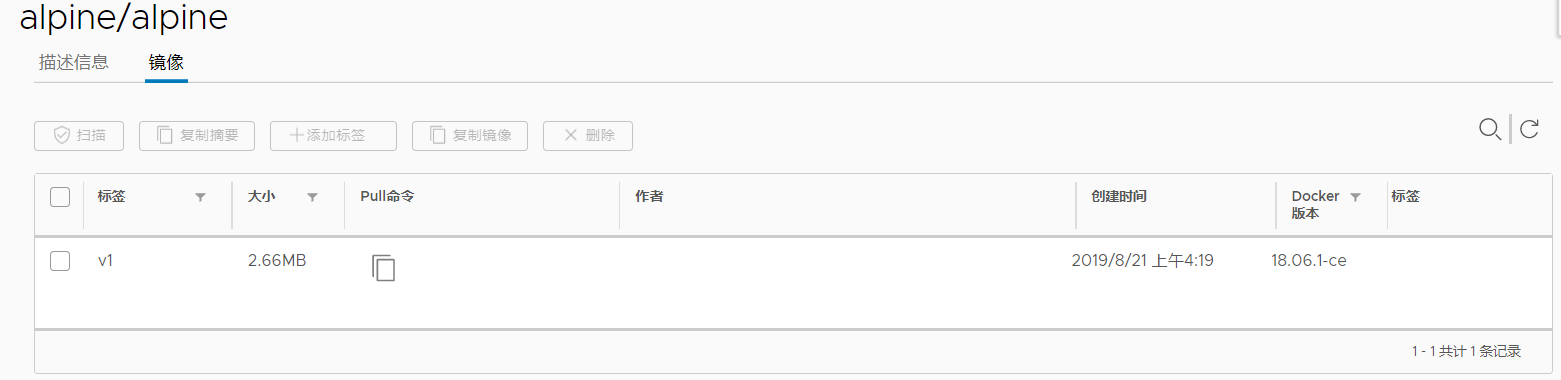 alpine/alpine
描述信息 镜像
扫描 复制摘要 添加标签 复制镜像 删除
标签 大小 Pull命令 作者 创建时间 Docker 版本 标签
v1 2.66MB 2019/8/21 上午4:19 18.06.1-ce
1 - 1 共计 1 条记录